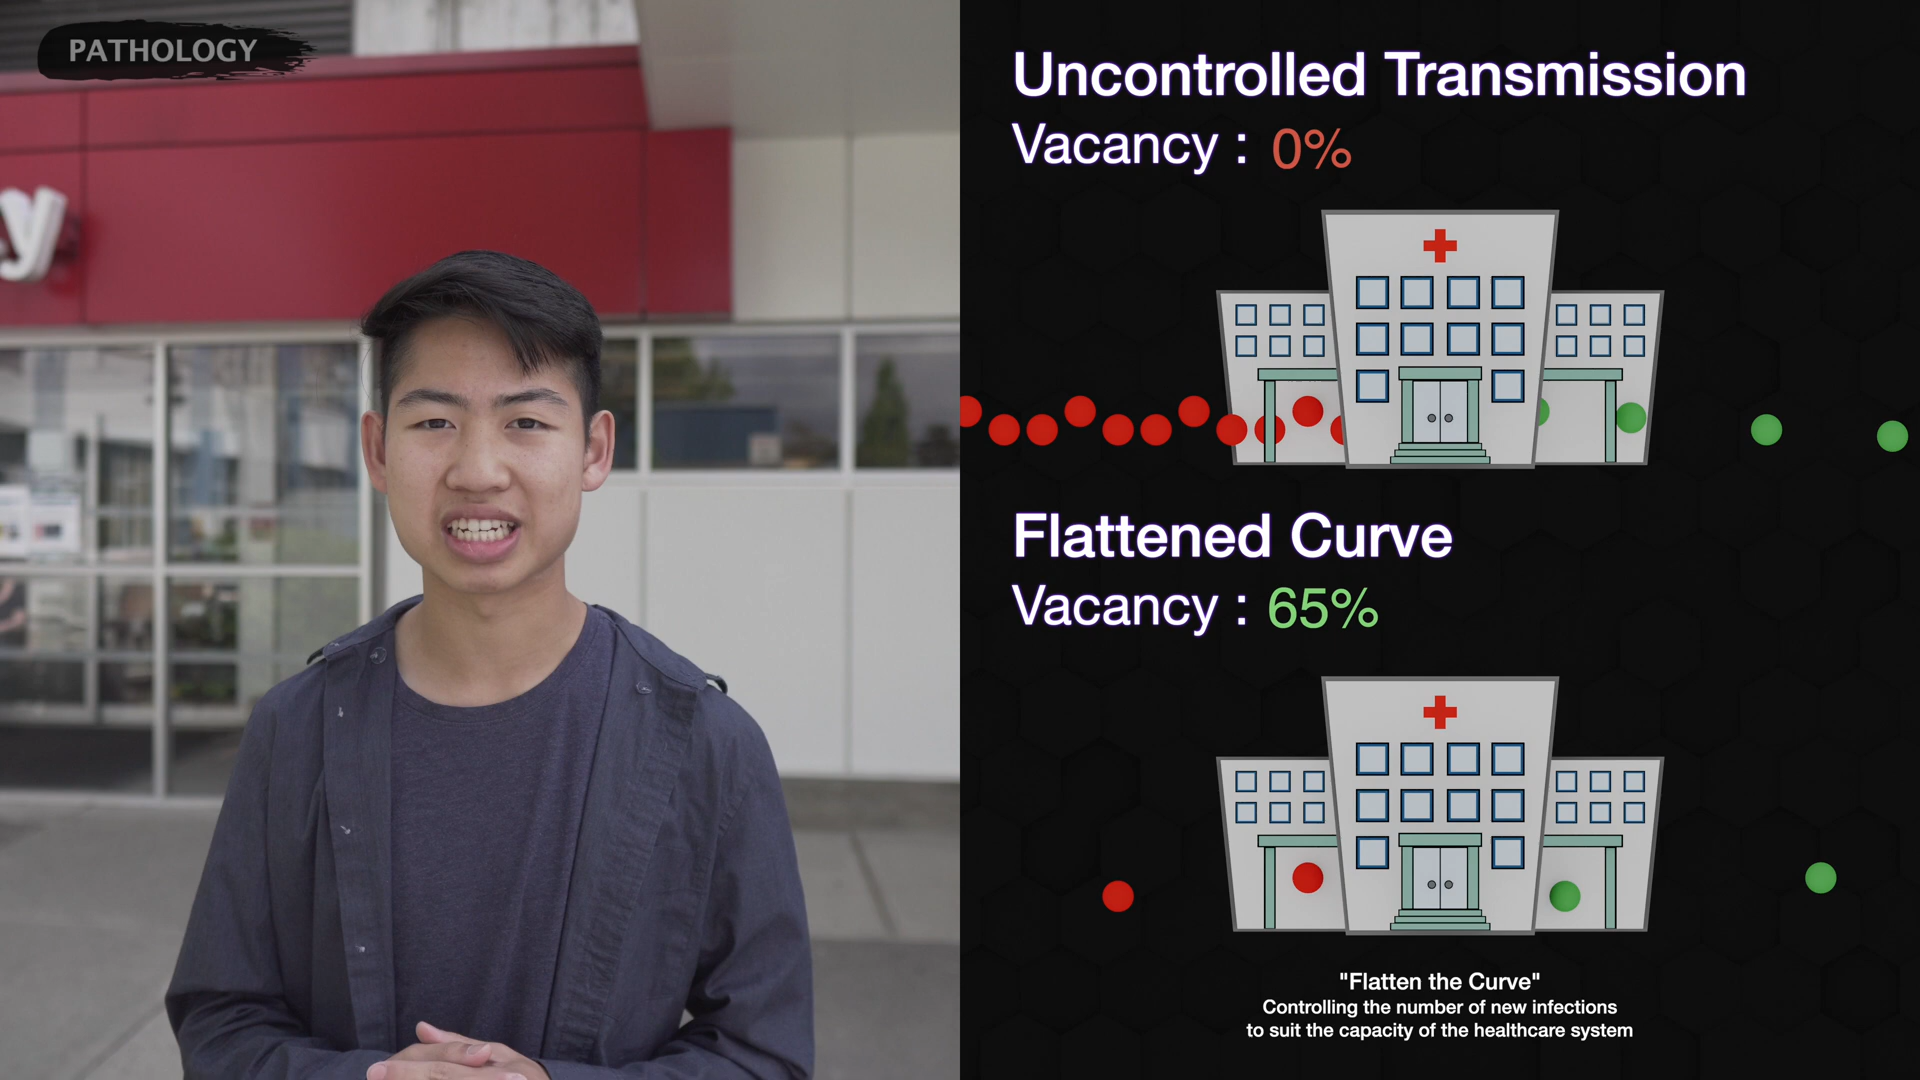 PATHOLOGY
y
Uncontrolled Transmission
Vacancy : 0%
Flattened Curve
Vacancy : 65%
"Flatten the Curve"
Controlling the number of new infections
to suit the capacity of the healthcare system